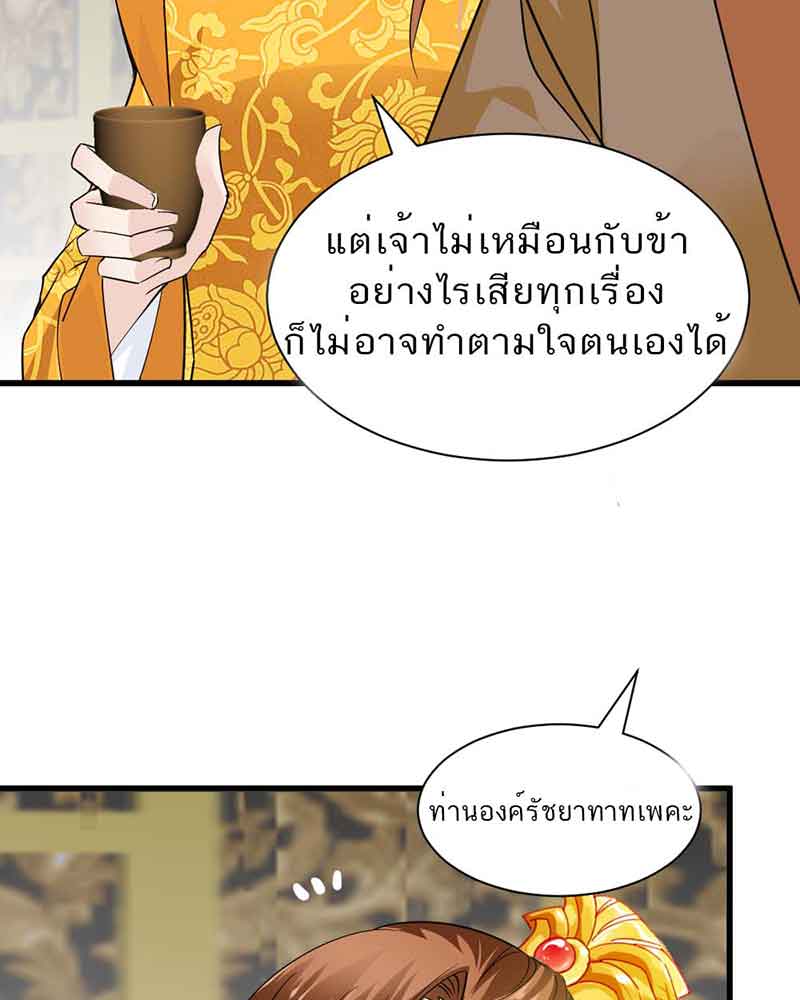 แต่เจ้าไม่เหมือนกับข้า
อย่างไรเสียทุกเรื่อง
ก็ไม่อาจทำตามใจตนเองได้
ท่านองค์รัชยาทาทเพคะ